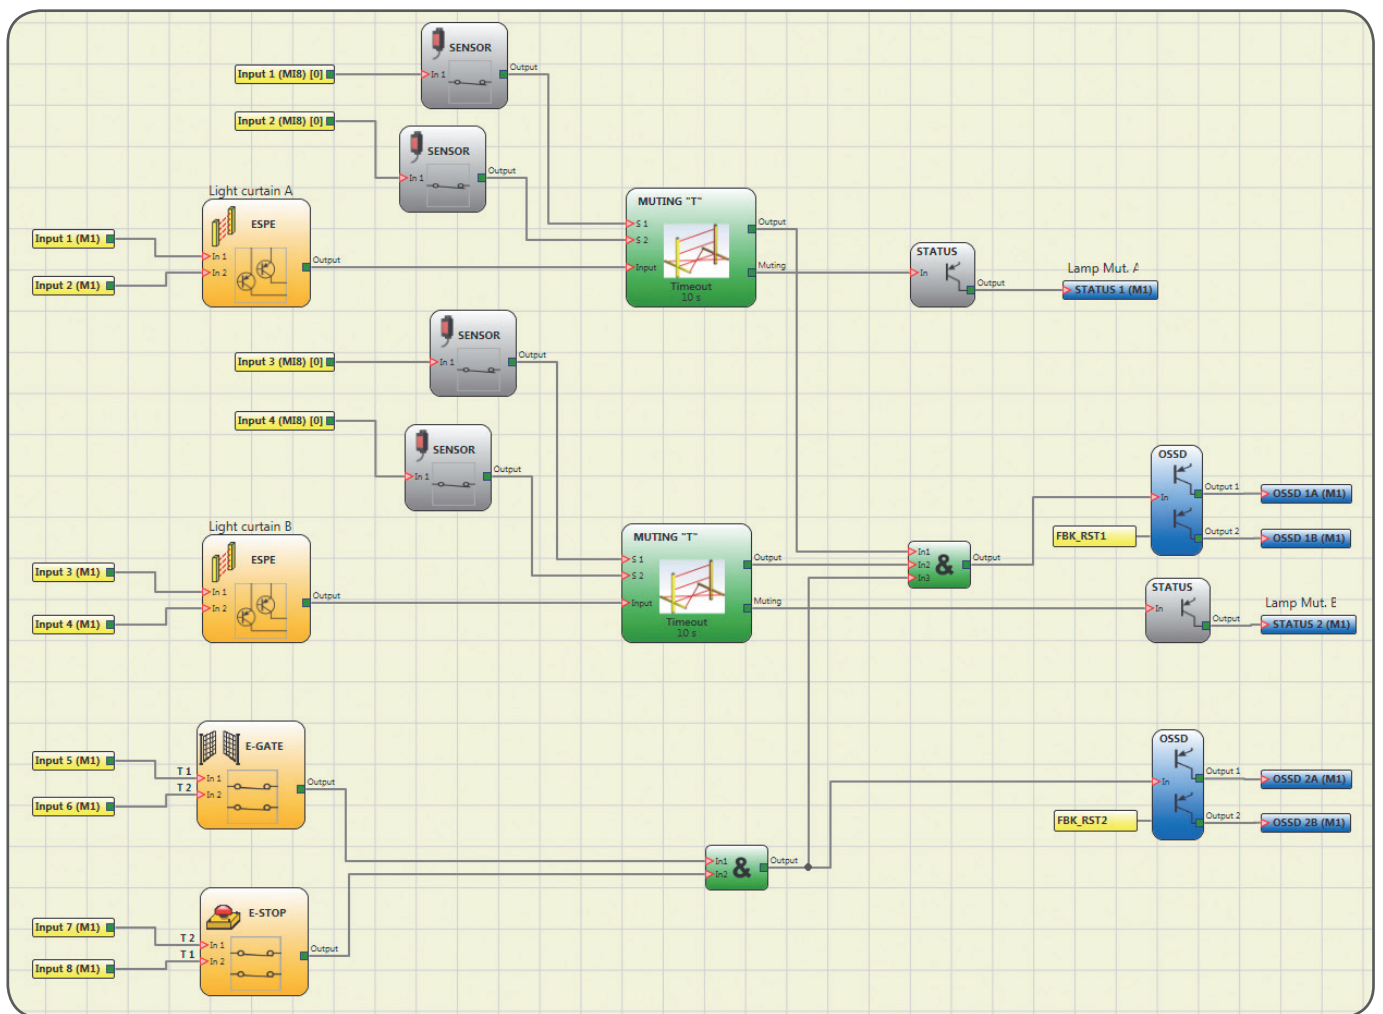 SENSOR
Input 1 (MI8) [0]
In 1
Output
Input 2 (MI8) [0]
SENSOR
In 1
Output
Light curtain A
ESPE
Input 1 (M1)
Input 2 (M1)
In 1
In 2
Output
MUTING "T"
S 1
S 2
Input
Output
Muting
Timeout
10 s
STATUS
In
Output
Lamp Mut. A
STATUS 1 (M1)
SENSOR
Input 3 (MI8) [0]
In 1
Output
Input 4 (MI8) [0]
SENSOR
In 1
Output
Light curtain B
ESPE
Input 3 (M1)
Input 4 (M1)
In 1
In 2
Output
MUTING "T"
S 1
S 2
Input
Output
Muting
Timeout
10 s
In1
In2
In3
&
Output
OSSD
In
Output 1
Output 2
OSSD 1A (M1)
OSSD 1B (M1)
FBK_RST1
STATUS
In
Output
Lamp Mut. B
STATUS 2 (M1)
E-GATE
Input 5 (M1)
Input 6 (M1)
T 1
T 2
In 1
In 2
Output
OSSD
In
Output 1
Output 2
OSSD 2A (M1)
OSSD 2B (M1)
FBK_RST2
In1
In2
&
Output
E-STOP
Input 7 (M1)
Input 8 (M1)
T 2
T 1
In 1
In 2
Output